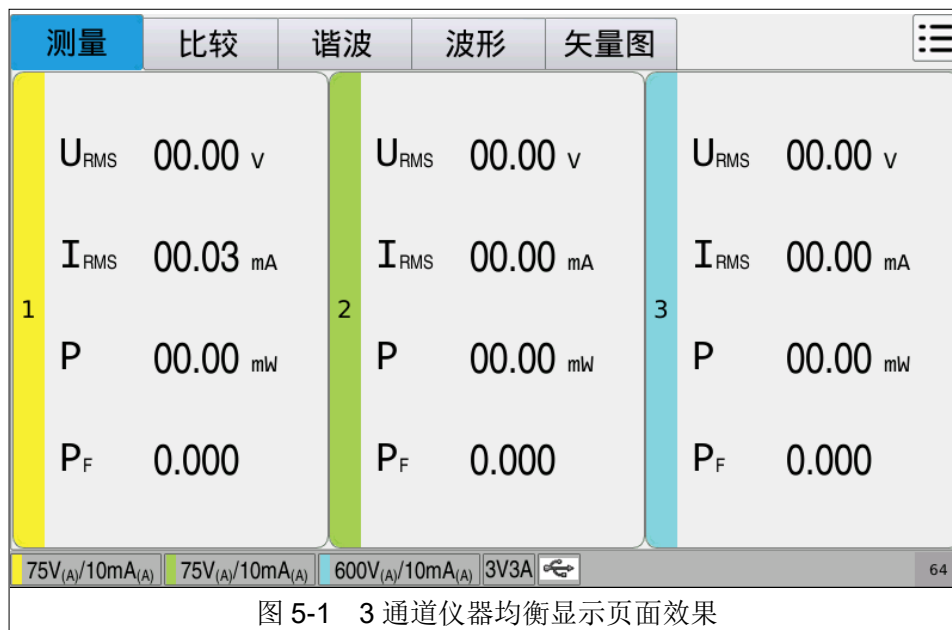 测量 比较 谐波 波形 矢量图
URMS 00.00 V URMS 00.00 V URMS 00.00 V
IRMS 00.03 mA IRMS 00.00 mA IRMS 00.00 mA
1 2 3
P 00.00 mW P 00.00 mW P 00.00 mW
PF 0.000 PF 0.000 PF 0.000
75V(A)/10mA(A) 75V(A)/10mA(A) 600V(A)/10mA(A) 3V3A 64
图 5-1 3 通道仪器均衡显示页面效果